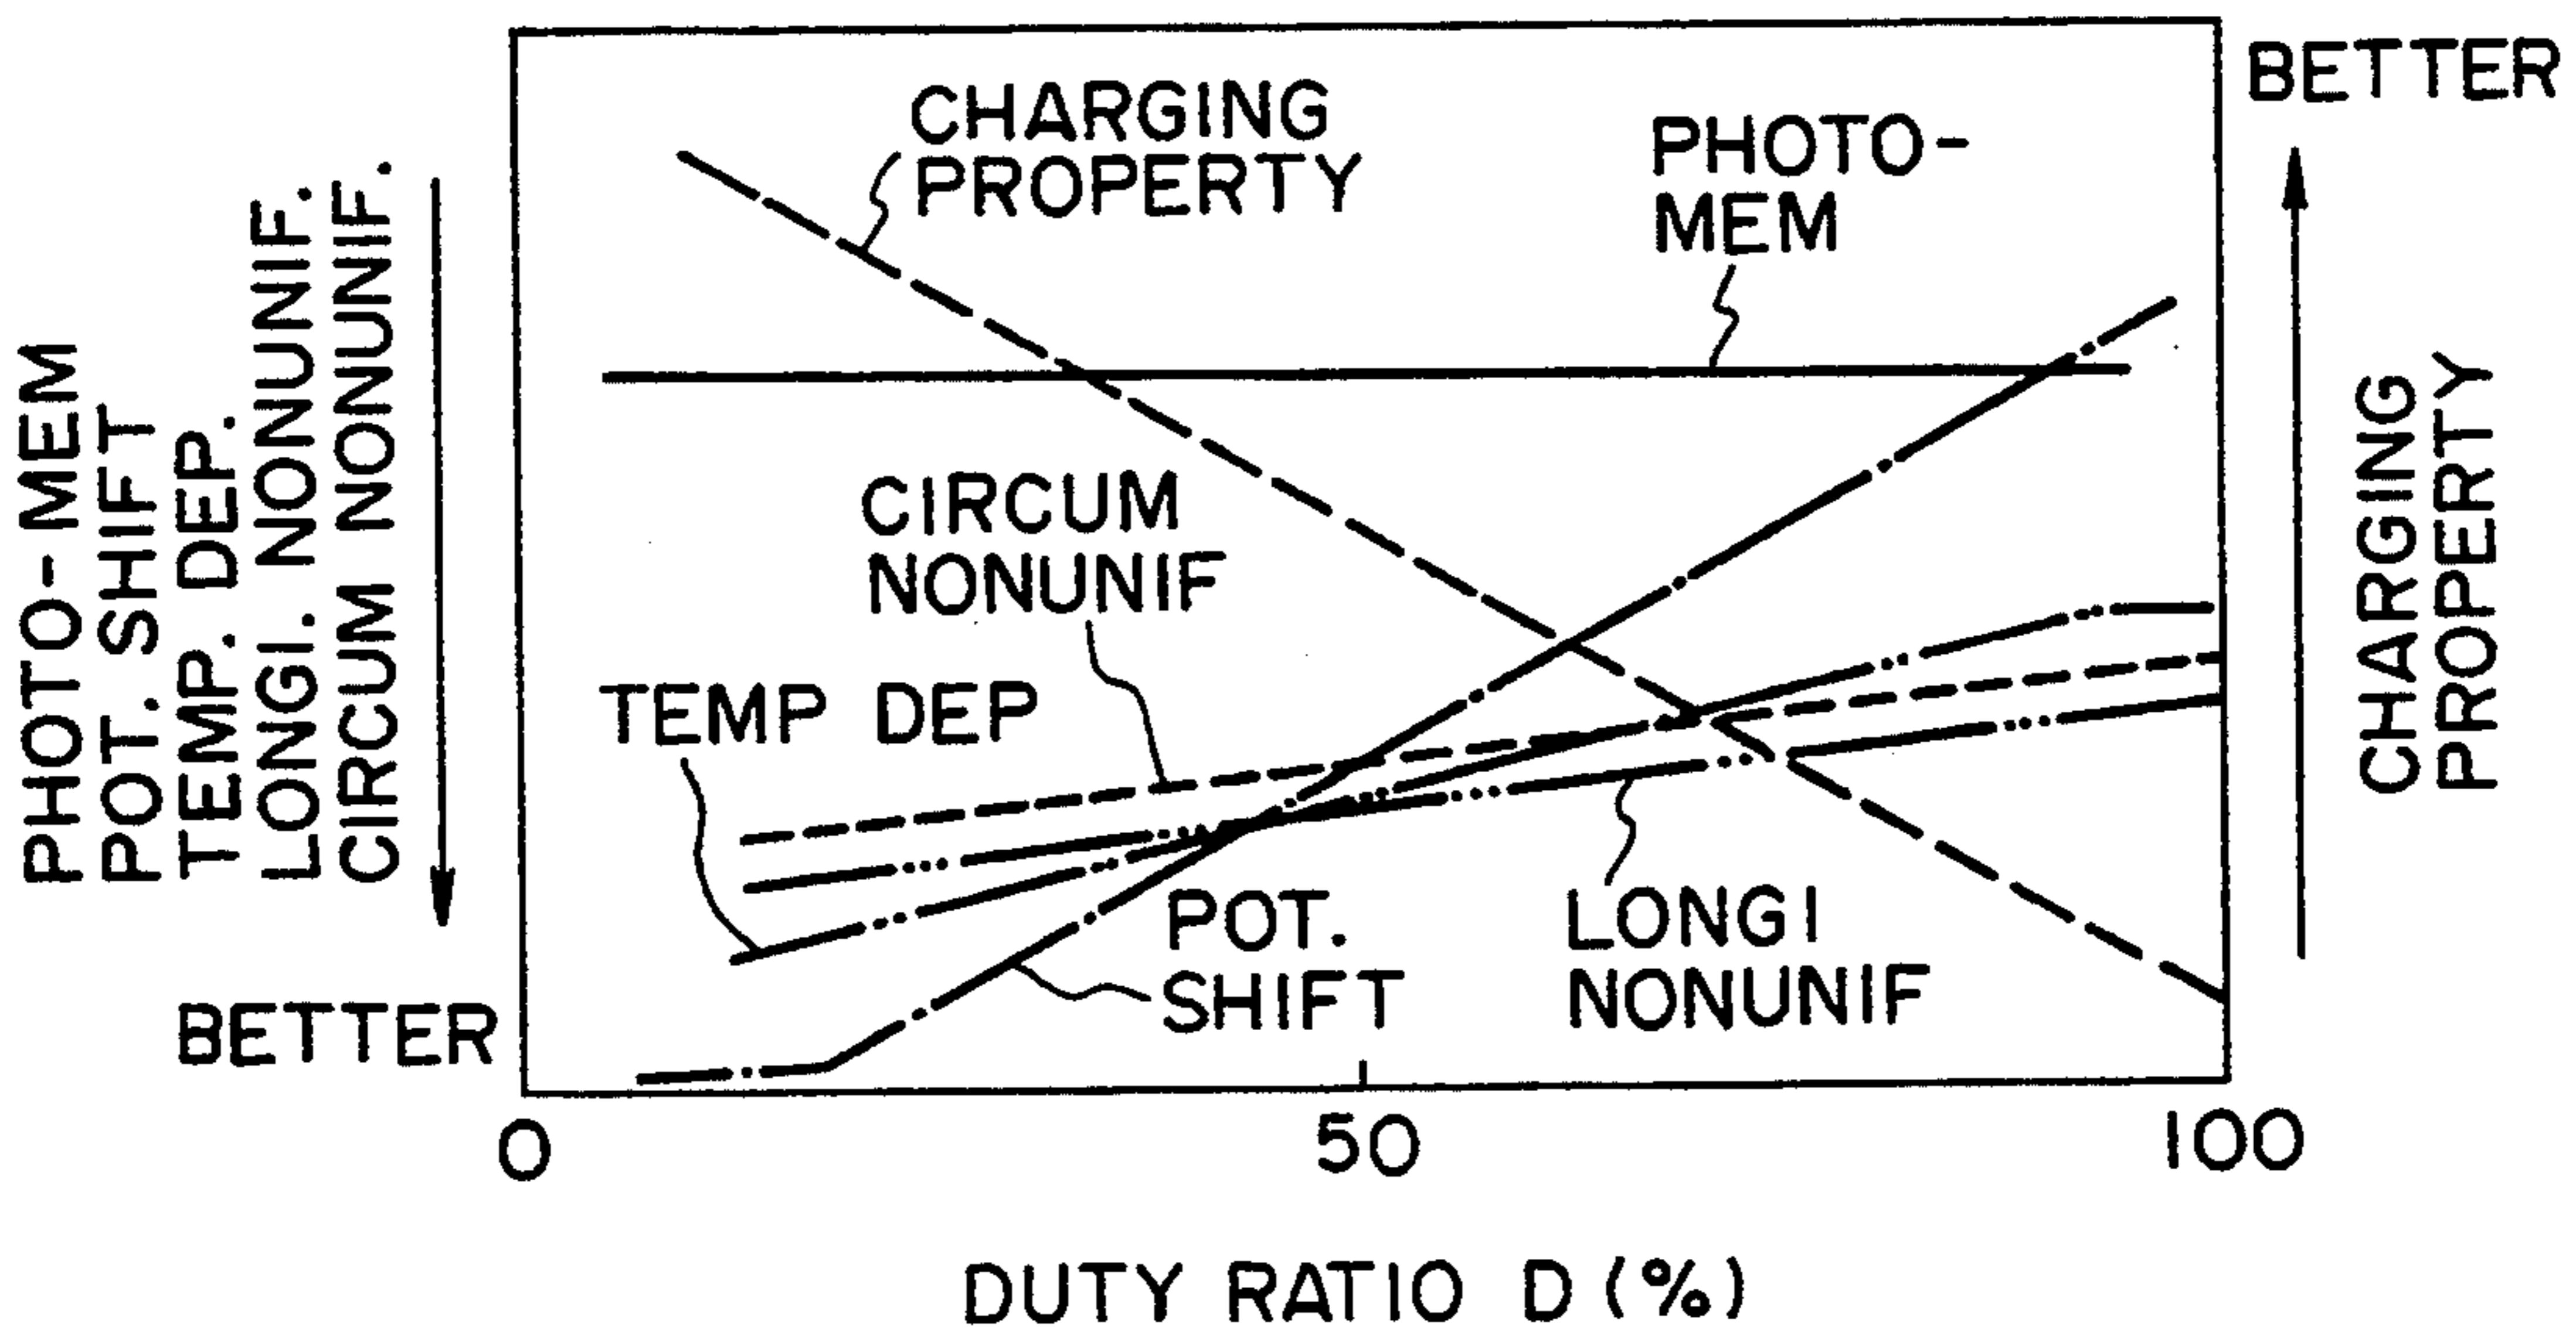 PHOTO-MEM
POT. SHIFT
TEMP. DEP.
LONGI. NONUNIF.
CIRCUM NONUNIF.
BETTER
CHARGING
PROPERTY
PHOTO-
MEM
CIRCUM
NONUNIF
TEMP DEP
POT.
SHIFT
LONGI
NONUNIF
BETTER
CHARGING
PROPERTY
0
50
100
DUTY RATIO D (%)